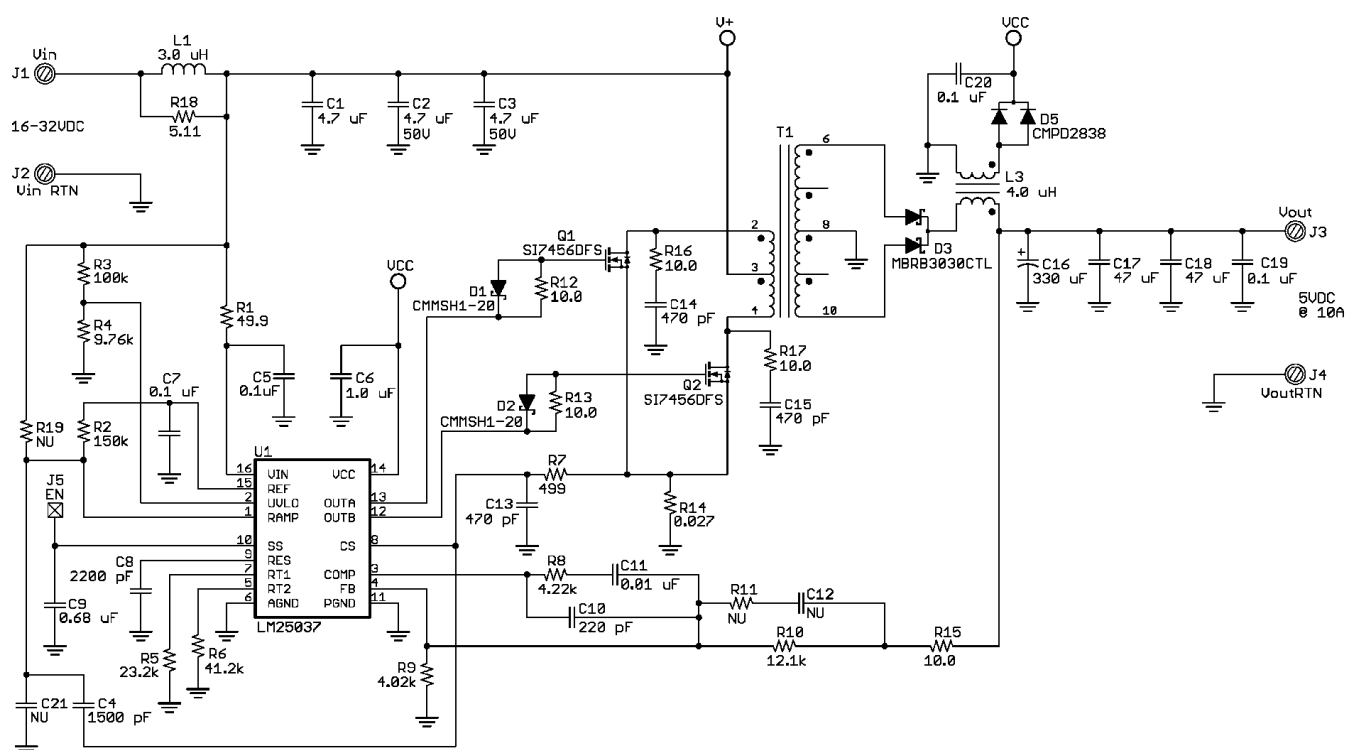 V+
VCC
Vin
L1
3.0 uH
J1
R18
5.11
16-32VDC
J2
Vin RTN
C1
4.7 uF
C2
4.7 uF
50V
C3
4.7 uF
50V
C20
0.1 uF
D5
CMPD2838
T1
6
8
10
2
3
4
L3
4.0 uH
D3
MBRB3030CTL
Vout
J3
C16
330 uF
C17
47 uF
C18
47 uF
C19
0.1 uF
5VDC
@ 10A
J4
VoutRTN
R3
100k
R4
9.76k
R1
49.9
VCC
Q1
SI7456DFS
D1
CMMSH1-20
R12
10.0
R16
10.0
C14
470 pF
C7
0.1 uF
C5
0.1uF
C6
1.0 uF
D2
CMMSH1-20
R13
10.0
Q2
SI7456DFS
R17
10.0
C15
470 pF
R19
NU
R2
150k
U1
16 VIN VCC 14
15 REF
2 UVLO OUTA 13
1 RAMP OUTB 12
10 SS CS 8
9 RES
7 RT1 COMP 3
5 RT2 FB 4
6 AGND PGND 11
LM25037
J5
EN
R7
499
C13
470 pF
R14
0.027
C8
2200 pF
C9
0.68 uF
R8
4.22k
C11
0.01 uF
C10
220 pF
R11
NU
C12
NU
R10
12.1k
R15
10.0
R5
23.2k
R6
41.2k
R9
4.02k
C21
NU
C4
1500 pF